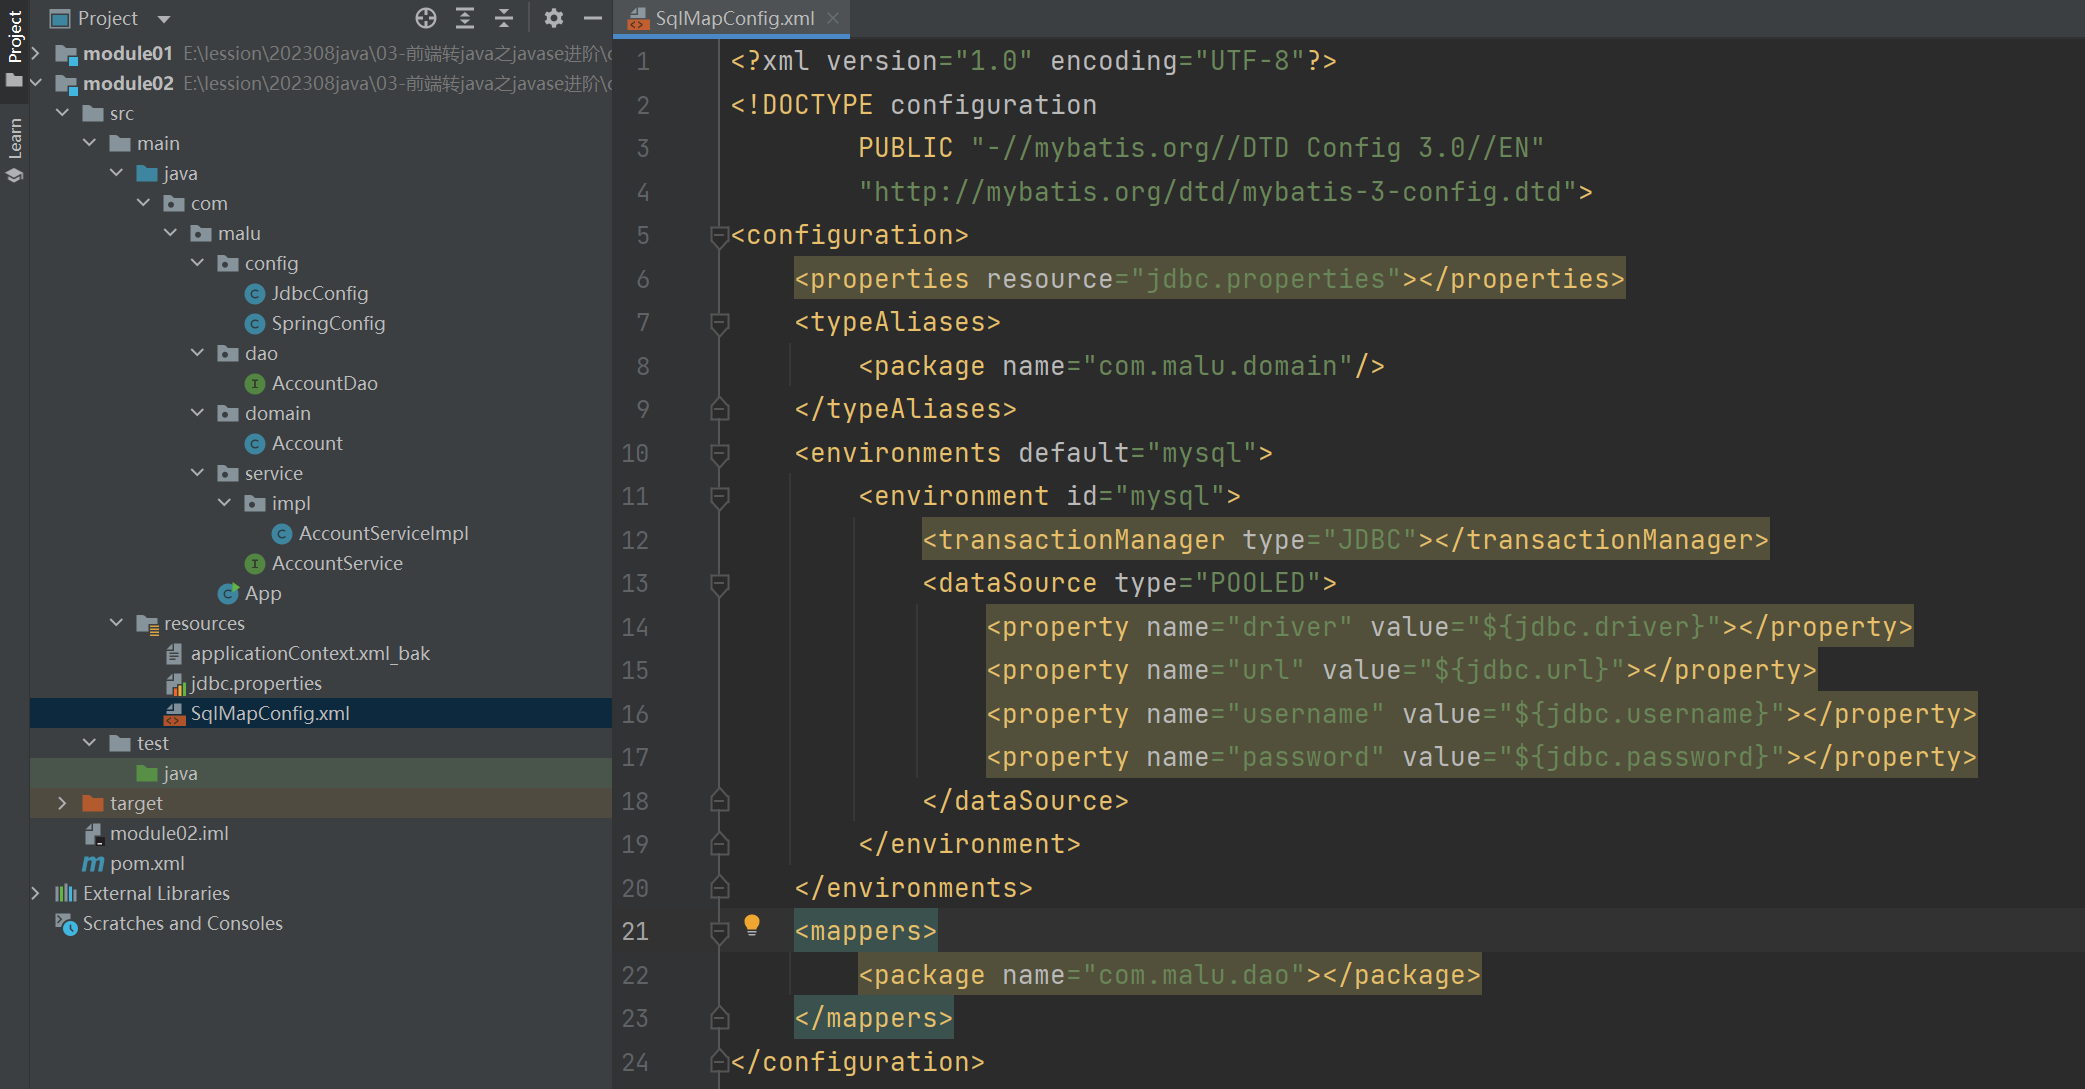 Project
Project
Learn
module01 E:\lession\202308java\03-前端转java之javase进阶\
module02 E:\lession\202308java\03-前端转java之javase进阶\
src
main
java
com
malu
config
JdbcConfig
SpringConfig
dao
AccountDao
domain
Account
service
impl
AccountServiceImpl
AccountService
App
resources
applicationContext.xml_bak
jdbc.properties
SqlMapConfig.xml
test
java
target
module02.iml
pom.xml
External Libraries
Scratches and Consoles
SqlMapConfig.xml
1 <?xml version="1.0" encoding="UTF-8"?>
2 <!DOCTYPE configuration
3 PUBLIC "-//mybatis.org//DTD Config 3.0//EN"
4 "http://mybatis.org/dtd/mybatis-3-config.dtd">
5 <configuration>
6 <properties resource="jdbc.properties"></properties>
7 <typeAliases>
8 <package name="com.malu.domain"/>
9 </typeAliases>
10 <environments default="mysql">
11 <environment id="mysql">
12 <transactionManager type="JDBC"></transactionManager>
13 <dataSource type="POOLED">
14 <property name="driver" value="${jdbc.driver}"></property>
15 <property name="url" value="${jdbc.url}"></property>
16 <property name="username" value="${jdbc.username}"></property>
17 <property name="password" value="${jdbc.password}"></property>
18 </dataSource>
19 </environment>
20 </environments>
21 <mappers>
22 <package name="com.malu.dao"></package>
23 </mappers>
24 </configuration>